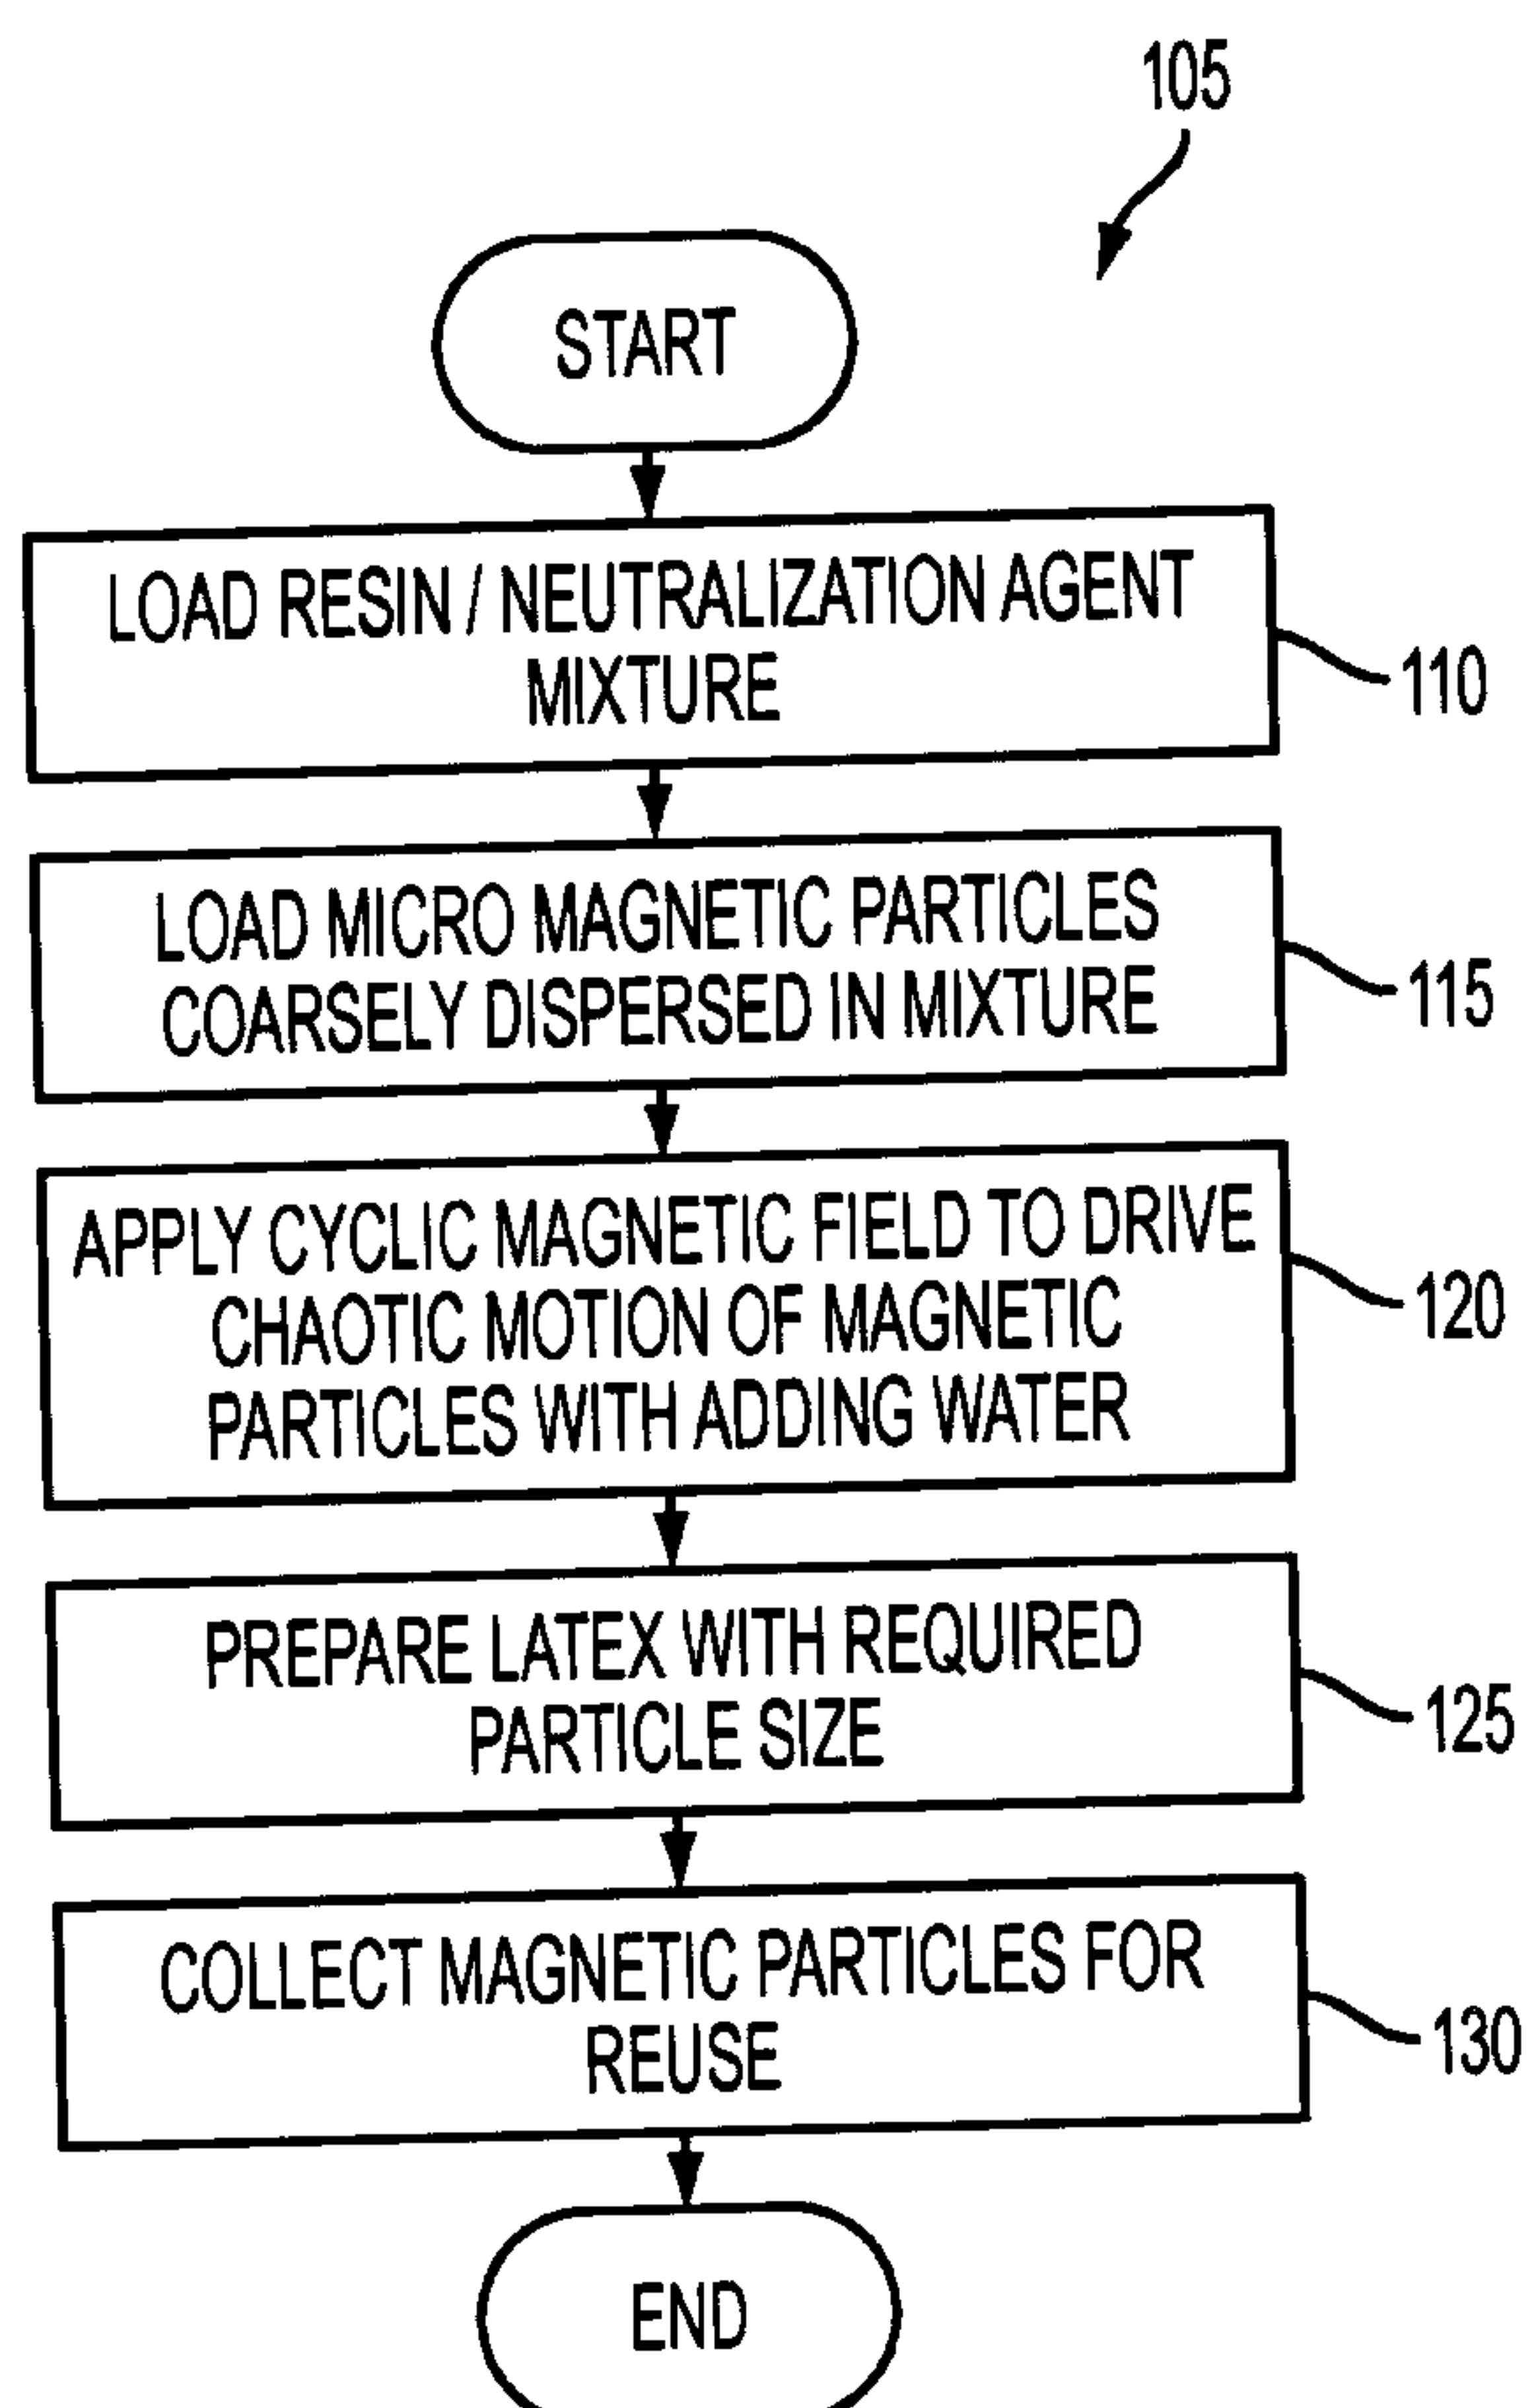 105
START
LOAD RESIN / NEUTRALIZATION AGENT
MIXTURE
110
LOAD MICRO MAGNETIC PARTICLES
COARSELY DISPERSED IN MIXTURE
115
APPLY CYCLIC MAGNETIC FIELD TO DRIVE
CHAOTIC MOTION OF MAGNETIC
PARTICLES WITH ADDING WATER
120
PREPARE LATEX WITH REQUIRED
PARTICLE SIZE
125
COLLECT MAGNETIC PARTICLES FOR
REUSE
130
END